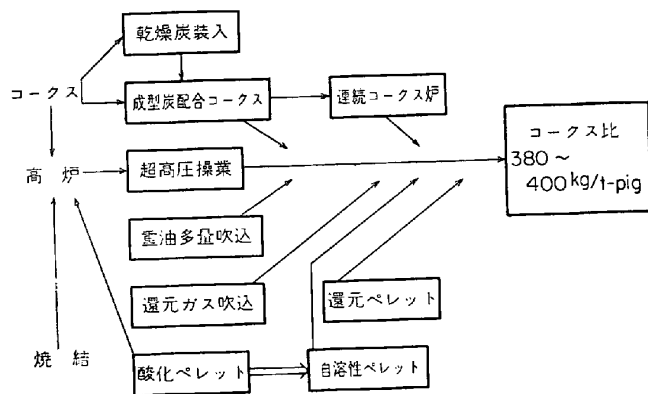 乾燥炭装入
コークス
成型炭配合コークス
連続コークス炉
コークス比
380～
400kg/t-pig
高炉
超高圧操業
重油多量吹込
還元ガス吹込
還元ペレット
焼結
酸化ペレット
自溶性ペレット